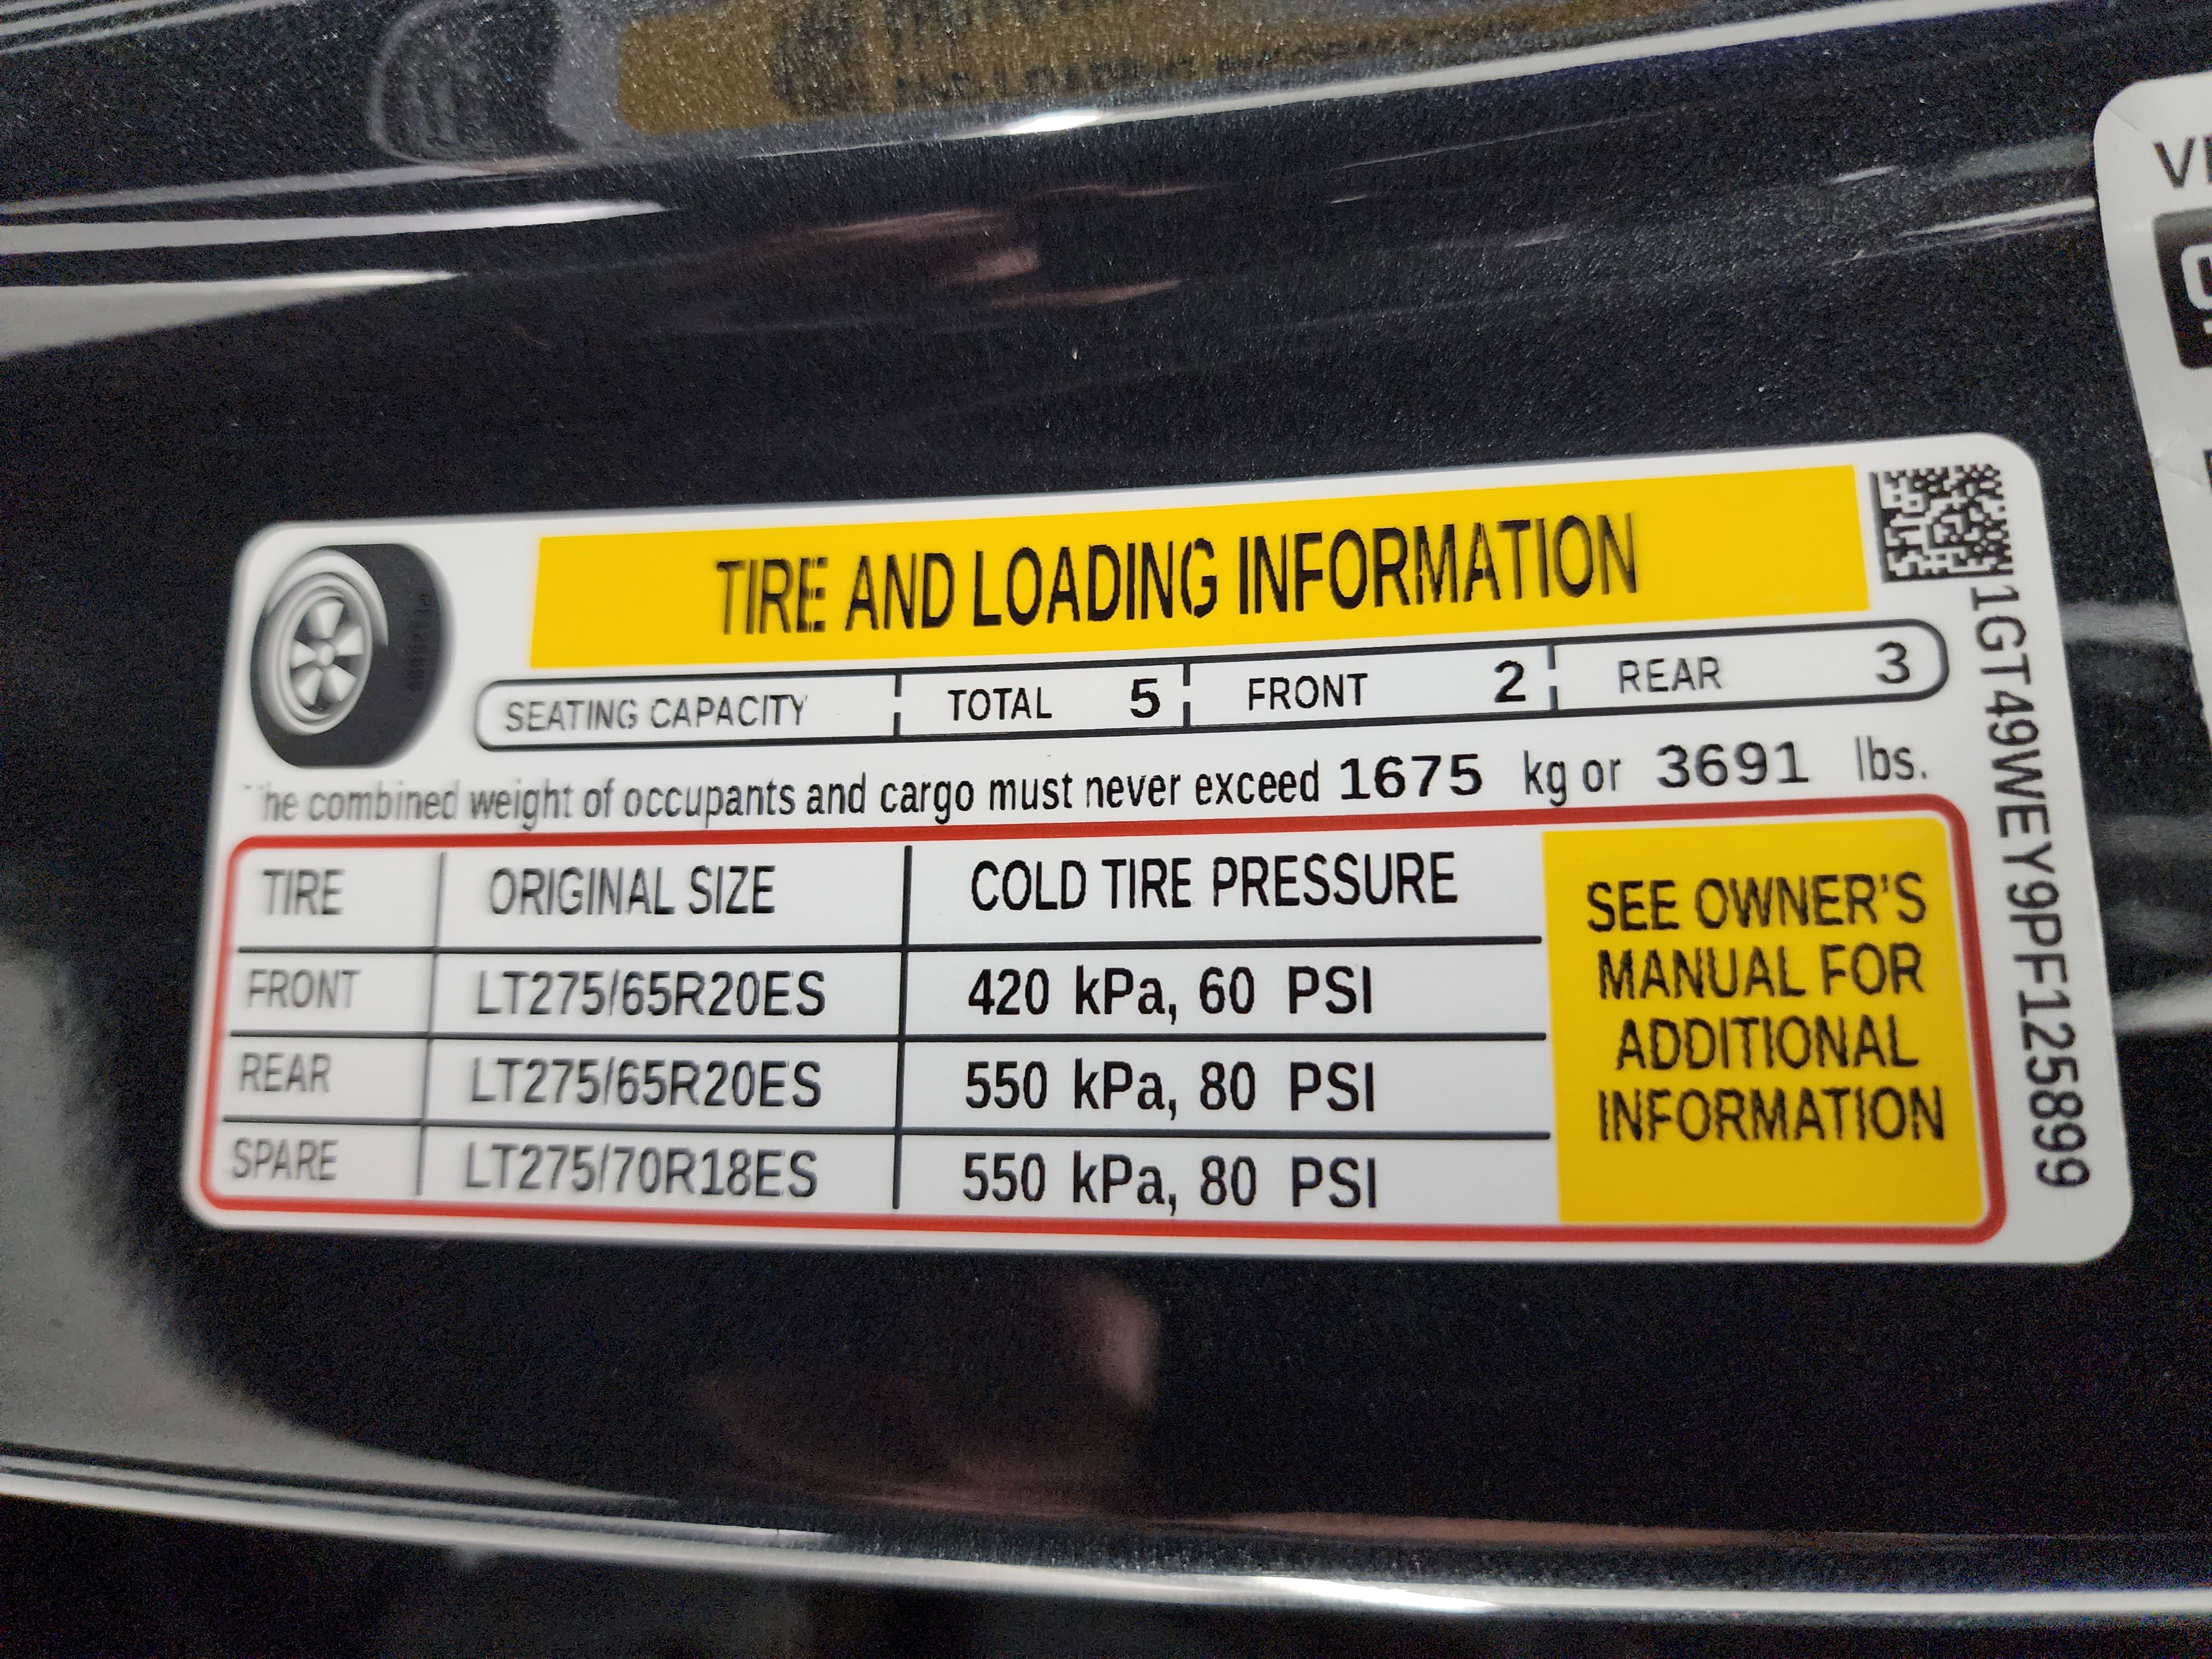 TIRE AND LOADING INFORMATION
SEATING CAPACITY TOTAL 5 FRONT 2 REAR 3
he combined weight of occupants and cargo must never exceed 1675 kg or 3691 lbs.
TIRE ORIGINAL SIZE COLD TIRE PRESSURE
FRONT LT275/65R20ES 420 kPa, 60 PSI
REAR LT275/65R20ES 550 kPa, 80 PSI
SPARE LT275/70R18ES 550 kPa, 80 PSI
SEE OWNER'S
MANUAL FOR
ADDITIONAL
INFORMATION
1GT49WEY9PF125899